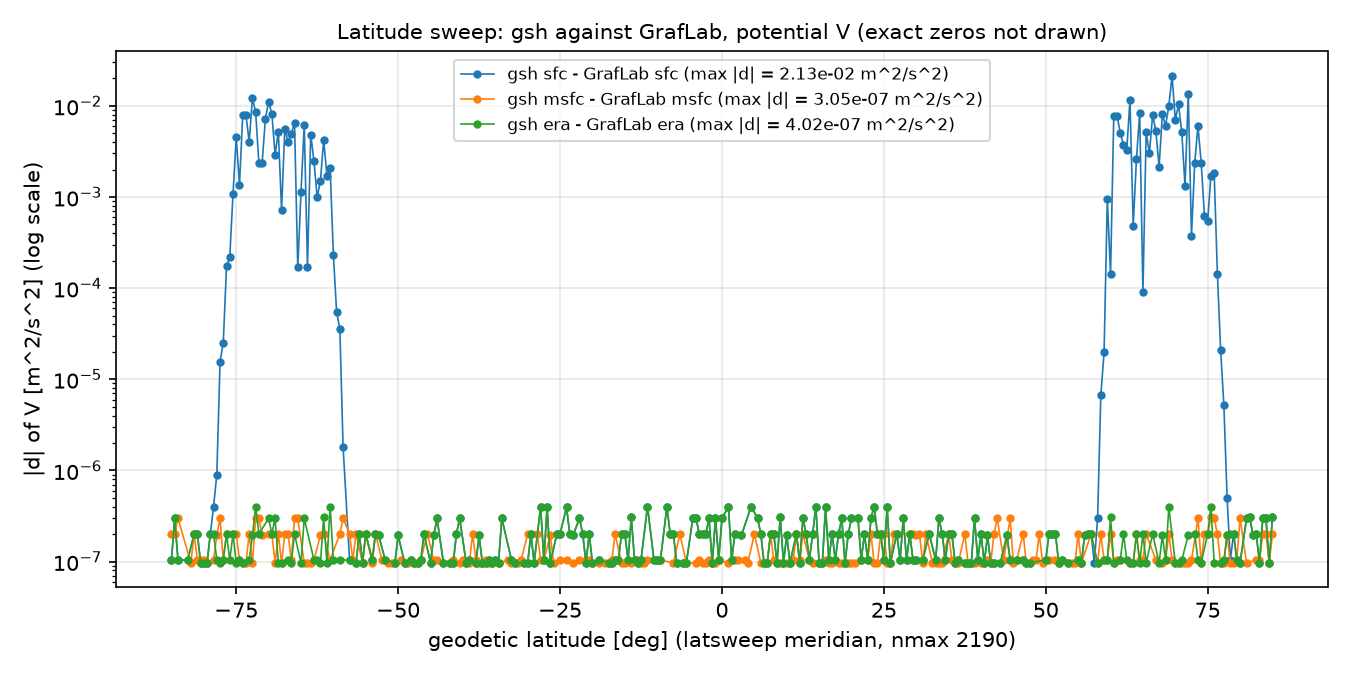 Latitude sweep: gsh against GrafLab, potential V (exact zeros not drawn)
gsh sfc - GrafLab sfc (max |d| = 2.13e-02 m^2/s^2)
gsh msfc - GrafLab msfc (max |d| = 3.05e-07 m^2/s^2)
gsh era - GrafLab era (max |d| = 4.02e-07 m^2/s^2)
|d| of V [m^2/s^2] (log scale)
10⁻²
10⁻³
10⁻⁴
10⁻⁵
10⁻⁶
10⁻⁷
−75 −50 −25 0 25 50 75
geodetic latitude [deg] (latsweep meridian, nmax 2190)